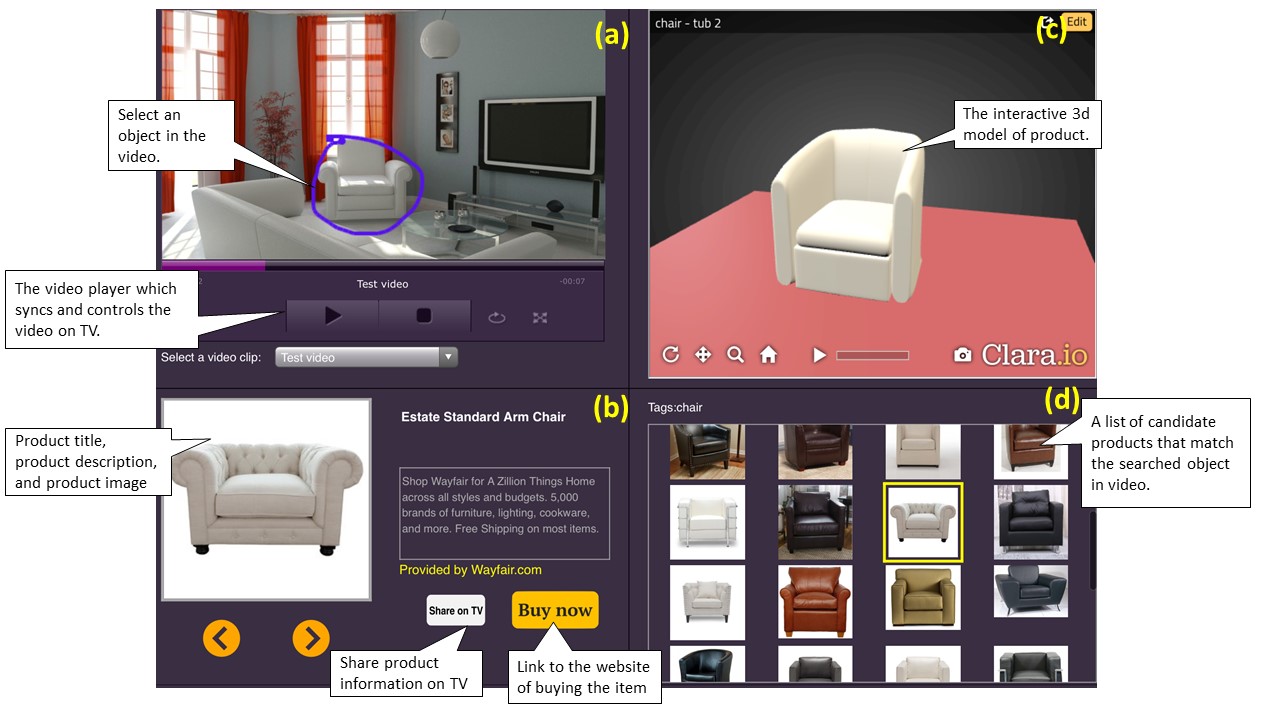 (a)
Select an
object in the
video.
The video player which
syncs and controls the
video on TV.
Test video
-00:07
Select a video clip:
Test video
(c)
chair - tub 2
Edit
The interactive 3d
model of product.
Clara.io
(b)
Product title,
product description,
and product image
Estate Standard Arm Chair
Shop Wayfair for A Zillion Things Home
across all styles and budgets. 5,000
brands of furniture, lighting, cookware,
and more. Free Shipping on most items.
Provided by Wayfair.com
Share on TV
Buy now
Share product
information on TV
Link to the website
of buying the item
(d)
Tags:chair
A list of candidate
products that match
the searched object
in video.